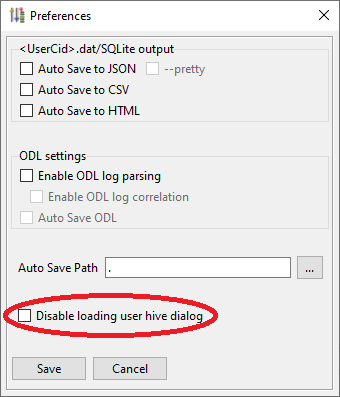 Preferences
<UserCid>.dat/SQLite output
Auto Save to JSON --pretty
Auto Save to CSV
Auto Save to HTML
ODL settings
Enable ODL log parsing
Enable ODL log correlation
Auto Save ODL
Auto Save Path . ...
Disable loading user hive dialog
Save Cancel